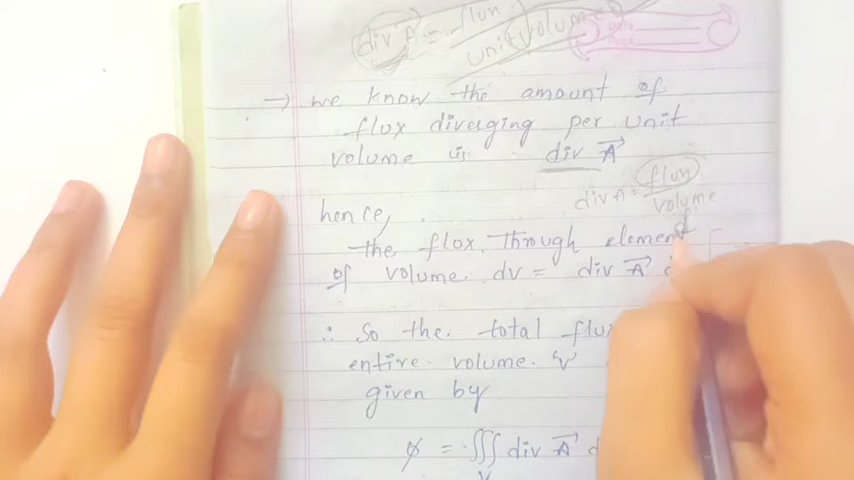 div A = flux
unit volume
→ we know the amount of
flux diverging per unit
volume is div A⃗
div A = flux
volume
hence,
the flux through element
of volume dv = div A⃗
∴ So the total
entire volume 'v'
given by
ϕ = ∭ div A⃗
V